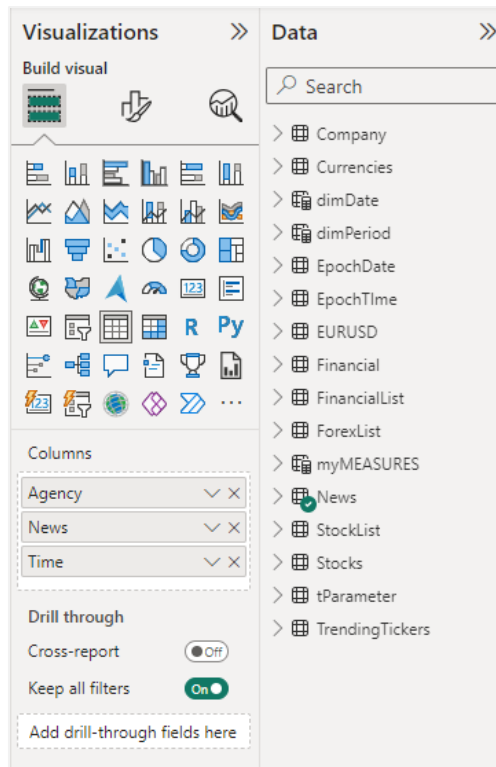 Visualizations
Build visual
123
R
Py
123
Columns
Agency
News
Time
Drill through
Cross-report
Off
Keep all filters
On
Add drill-through fields here
Data
Search
Company
Currencies
dimDate
dimPeriod
EpochDate
EpochTIme
EURUSD
Financial
FinancialList
ForexList
myMEASURES
News
StockList
Stocks
tParameter
TrendingTickers